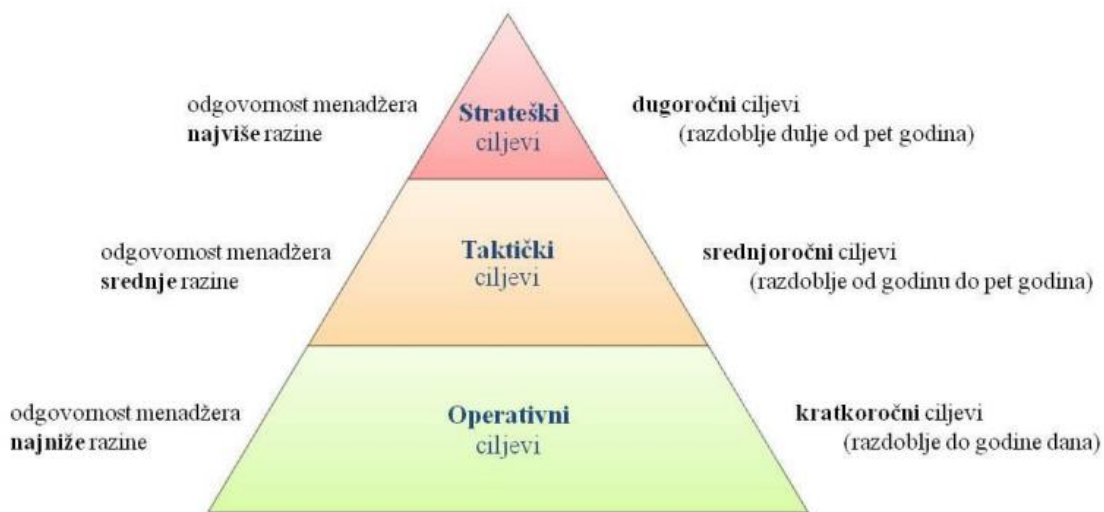 odgovornost menadžera
najviše razine
Strateški
ciljevi
dugoročni ciljevi
(razdoblje dulje od pet godina)
odgovornost menadžera
srednje razine
Taktički
ciljevi
srednjoročni ciljevi
(razdoblje od godinu do pet godina)
odgovornost menadžera
najniže razine
Operativni
ciljevi
kratkoročni ciljevi
(razdoblje do godine dana)